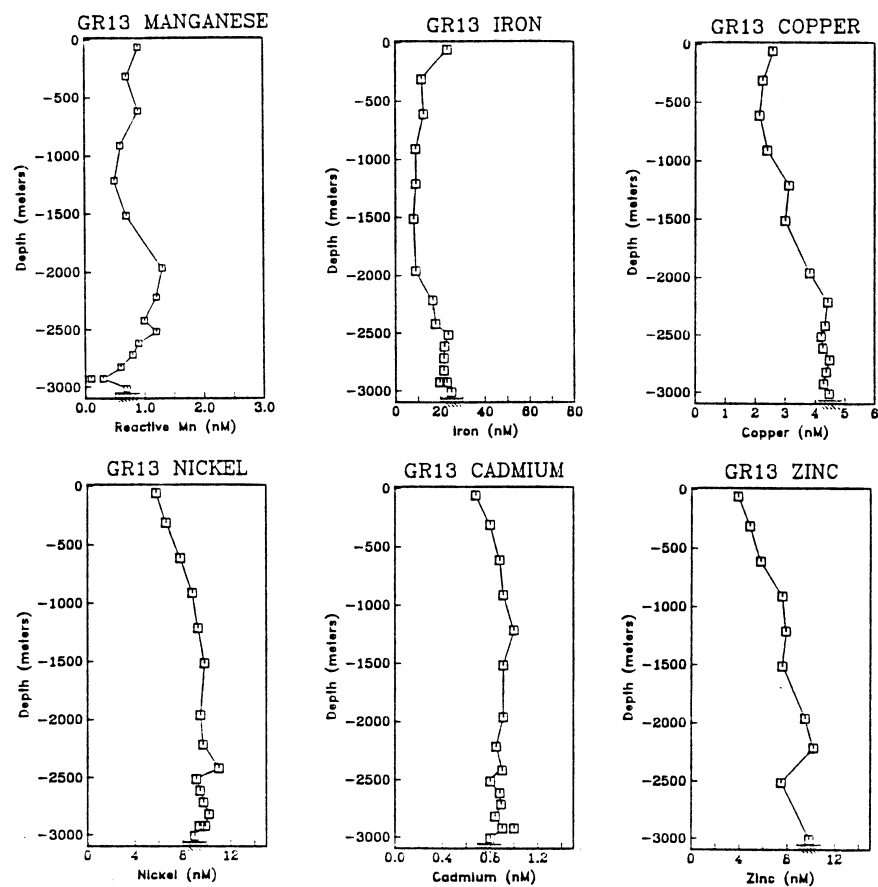 GR13 MANGANESE
0
−500
−1000
−1500
−2000
−2500
−3000
Depth (meters)
0.0 1.0 2.0 3.0
Reactive Mn (nM)
GR13 IRON
0
−500
−1000
−1500
−2000
−2500
−3000
Depth (meters)
0 20 40 60 80
Iron (nM)
GR13 COPPER
0
−500
−1000
−1500
−2000
−2500
−3000
Depth (meters)
0 1 2 3 4 5 6
Copper (nM)
GR13 NICKEL
0
−500
−1000
−1500
−2000
−2500
−3000
Depth (meters)
0 4 8 12
Nickel (nM)
GR13 CADMIUM
0
−500
−1000
−1500
−2000
−2500
−3000
Depth (meters)
0.0 0.4 0.8 1.2
Cadmium (nM)
GR13 ZINC
0
−500
−1000
−1500
−2000
−2500
−3000
Depth (meters)
0 4 8 12
Zinc (nM)